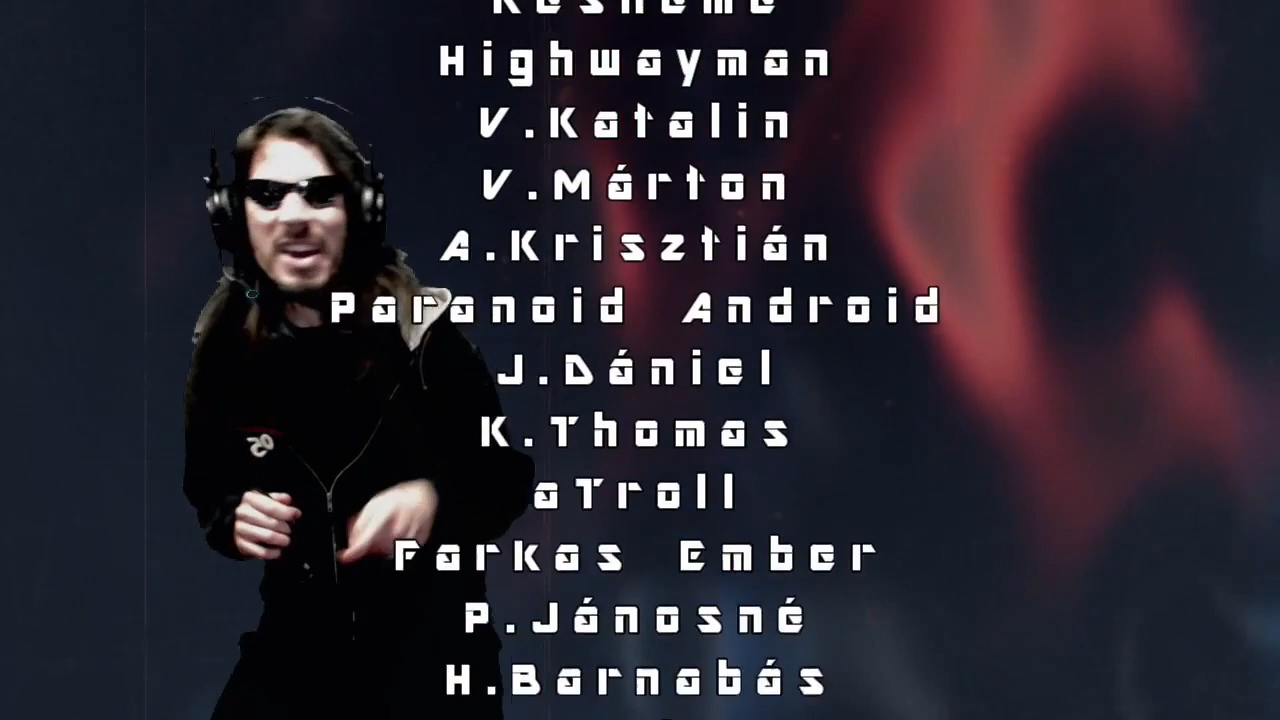 Highwayman
V.Katalin
V.Márton
A.Krisztián
Paranoid Android
J.Dániel
K.Thomas
aTroll
Farkas Ember
P.Jánosné
H.Barnabás